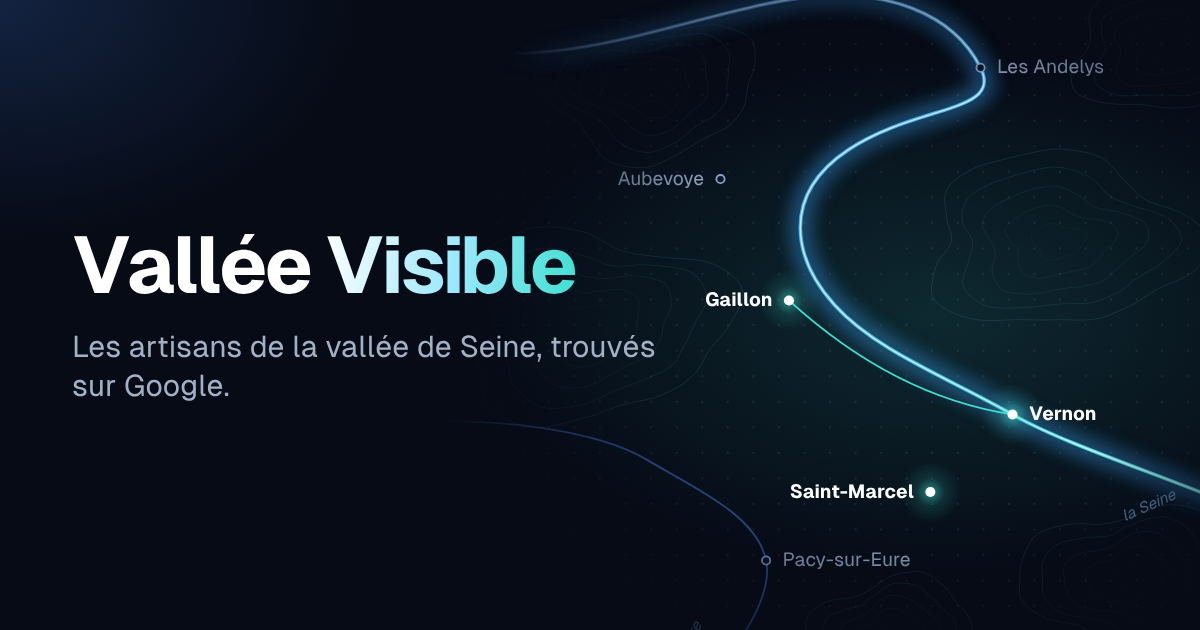 Les Andelys
Aubevoye
Vallée Visible
Gaillon
Les artisans de la vallée de Seine, trouvés
sur Google.
Vernon
Saint-Marcel
la Seine
Pacy-sur-Eure